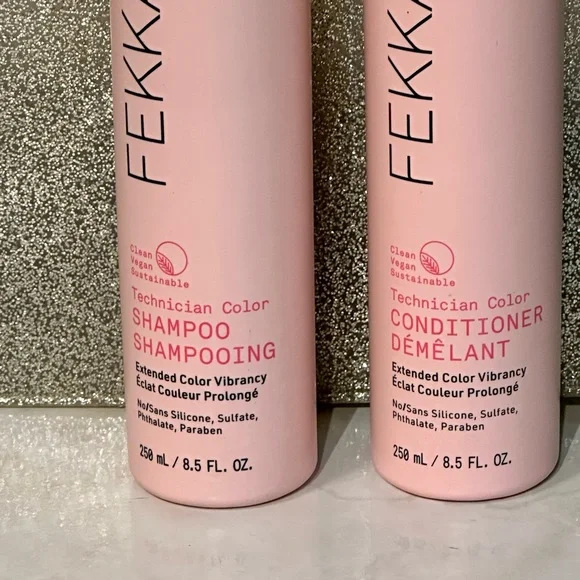 FEKKA
Clean
Vegan
Sustainable
Technician Color
SHAMPOO
SHAMPOOING
Extended Color Vibrancy
Éclat Couleur Prolongé
No/Sans Silicone, Sulfate,
Phthalate, Paraben
250 mL / 8.5 FL. OZ.
FEKKA
Clean
Vegan
Sustainable
Technician Color
CONDITIONER
DÉMÊLANT
Extended Color Vibrancy
Éclat Couleur Prolongé
No/Sans Silicone, Sulfate,
Phthalate, Paraben
250 mL / 8.5 FL. OZ.